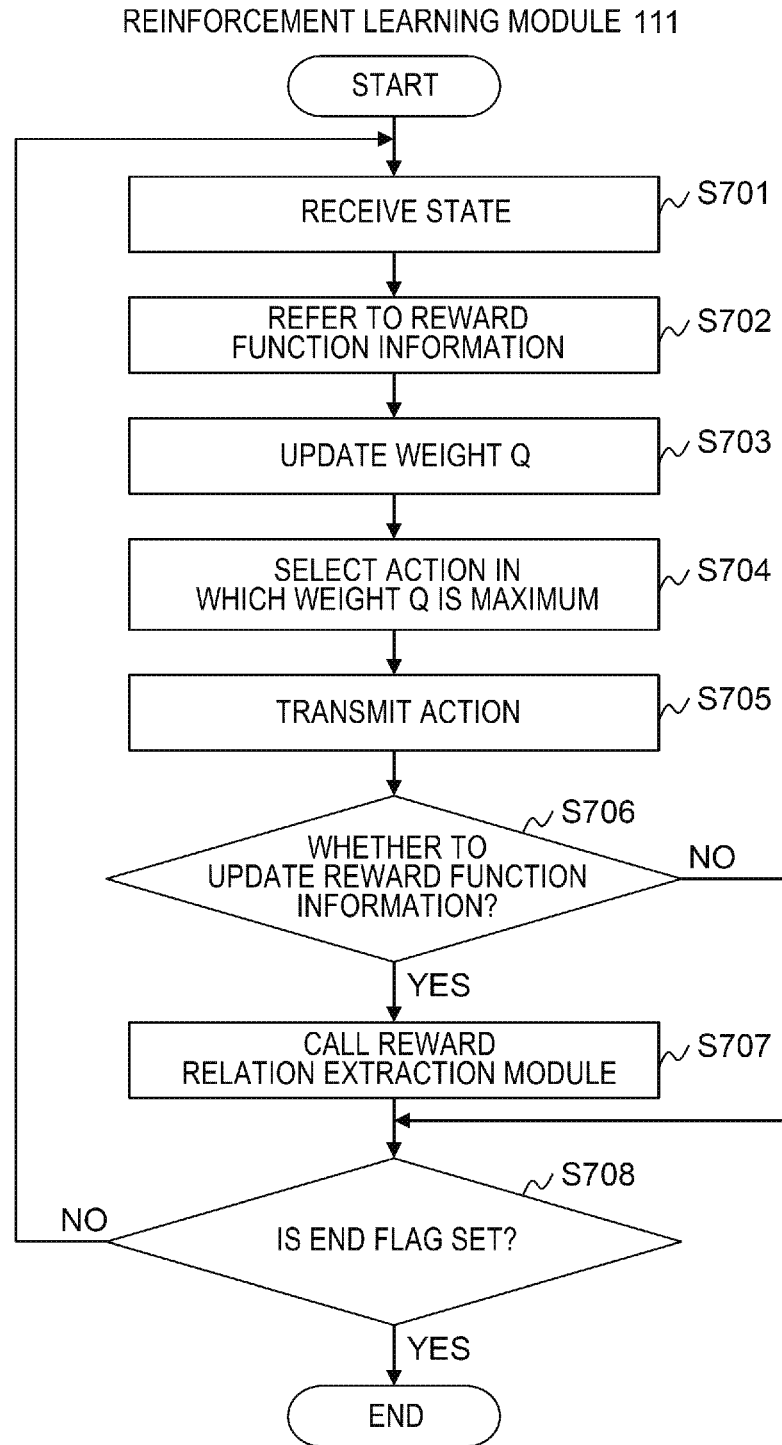 REINFORCEMENT LEARNING MODULE 111
START
RECEIVE STATE
S701
REFER TO REWARD
FUNCTION INFORMATION
S702
UPDATE WEIGHT Q
S703
SELECT ACTION IN
WHICH WEIGHT Q IS MAXIMUM
S704
TRANSMIT ACTION
S705
S706
WHETHER TO
UPDATE REWARD FUNCTION
INFORMATION?
NO
YES
CALL REWARD
RELATION EXTRACTION MODULE
S707
S708
NO
IS END FLAG SET?
YES
END